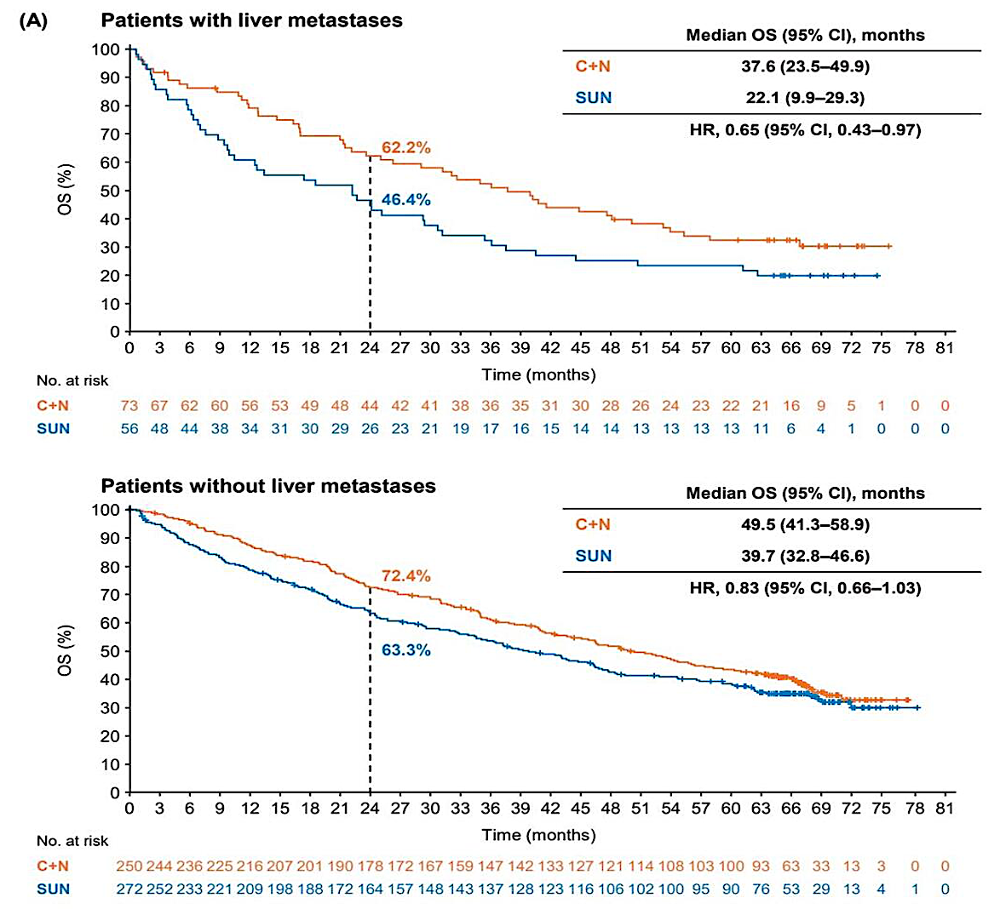 (A) Patients with liver metastases
Median OS (95% CI), months
C+N 37.6 (23.5–49.9)
SUN 22.1 (9.9–29.3)
HR, 0.65 (95% CI, 0.43–0.97)
OS (%)
100
90
80
70
60
50
40
30
20
10
0
62.2%
46.4%
0 3 6 9 12 15 18 21 24 27 30 33 36 39 42 45 48 51 54 57 60 63 66 69 72 75 78 81
Time (months)
No. at risk
C+N 73 67 62 60 56 53 49 48 44 42 41 38 36 35 31 30 28 26 24 23 22 21 16 9 5 1 0 0
SUN 56 48 44 38 34 31 30 29 26 23 21 19 17 16 15 14 14 13 13 13 13 11 6 4 1 0 0 0
Patients without liver metastases
Median OS (95% CI), months
C+N 49.5 (41.3–58.9)
SUN 39.7 (32.8–46.6)
HR, 0.83 (95% CI, 0.66–1.03)
OS (%)
100
90
80
70
60
50
40
30
20
10
0
72.4%
63.3%
0 3 6 9 12 15 18 21 24 27 30 33 36 39 42 45 48 51 54 57 60 63 66 69 72 75 78 81
Time (months)
No. at risk
C+N 250 244 236 225 216 207 201 190 178 172 167 159 147 142 133 127 121 114 108 103 100 93 63 33 13 3 0 0
SUN 272 252 233 221 209 198 188 172 164 157 148 143 137 128 123 116 106 102 100 95 90 76 53 29 13 4 1 0